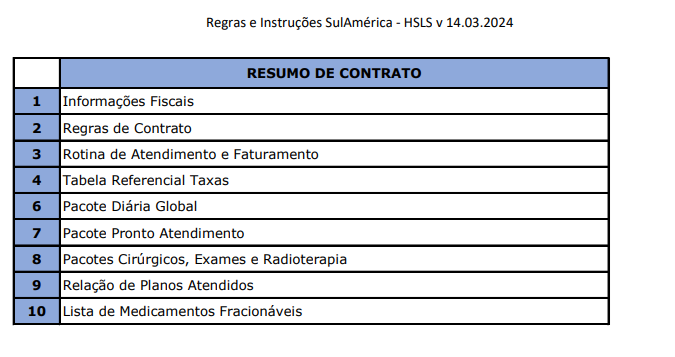 Regras e Instruções SulAmérica - HSLS v 14.03.2024
RESUMO DE CONTRATO
1 Informações Fiscais
2 Regras de Contrato
3 Rotina de Atendimento e Faturamento
4 Tabela Referencial Taxas
6 Pacote Diária Global
7 Pacote Pronto Atendimento
8 Pacotes Cirúrgicos, Exames e Radioterapia
9 Relação de Planos Atendidos
10 Lista de Medicamentos Fracionáveis